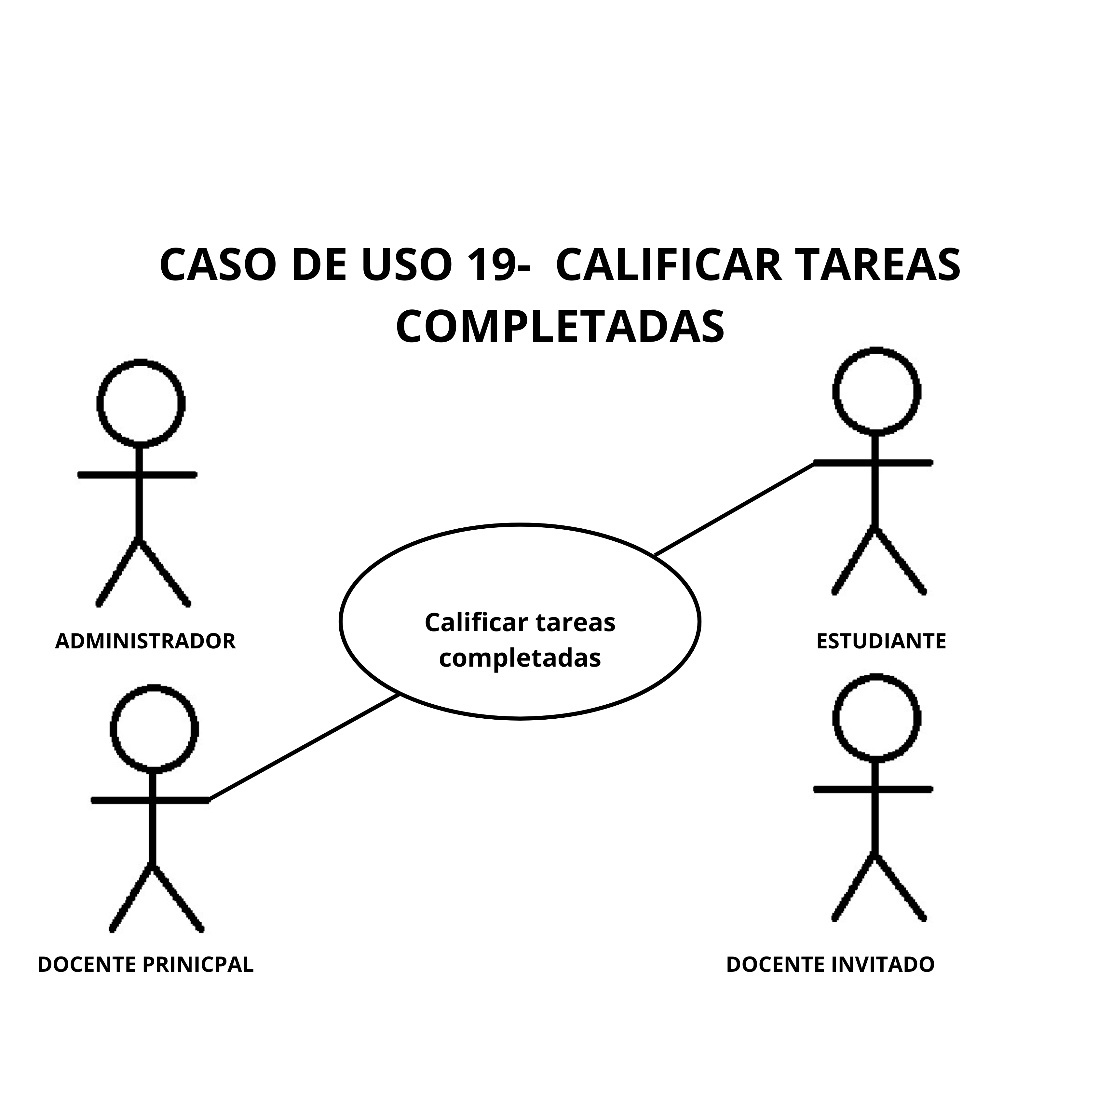 CASO DE USO 19-  CALIFICAR TAREAS
COMPLETADAS
Calificar tareas
completadas
ADMINISTRADOR
ESTUDIANTE
DOCENTE PRINICPAL
DOCENTE INVITADO